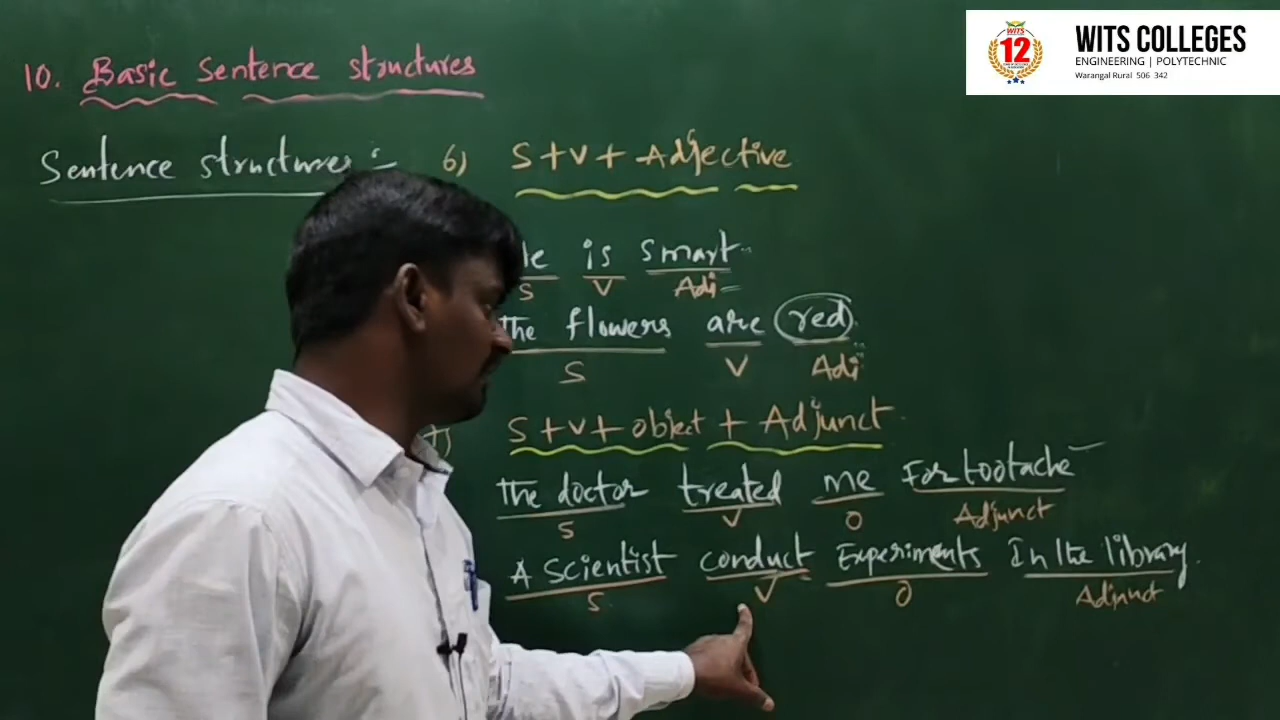 WITS
12
WITS COLLEGES
ENGINEERING | POLYTECHNIC
Warangal Rural 506 342
10. Basic Sentence structures
Sentence structures :- 6) S + V + Adjective
is smart
S V Adj
The flowers are red
S V Adj
7) S + V + object + Adjunct
The doctor treated me For tootache
S V O Adjunct
A Scientist conduct Experiments In the library.
S V O Adjunct